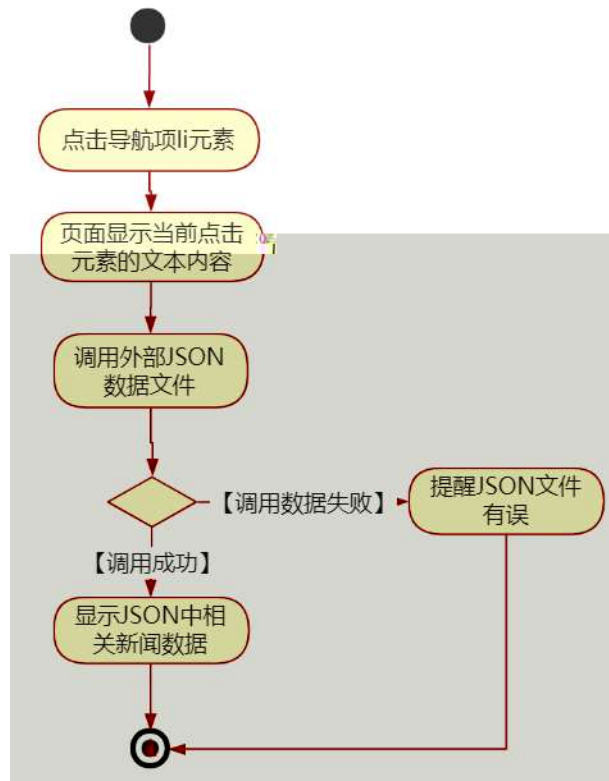 点击导航项li元素
页面显示当前点击
元素的文本内容
调用外部JSON
数据文件
【调用数据失败】
提醒JSON文件
有误
【调用成功】
显示JSON中相
关新闻数据